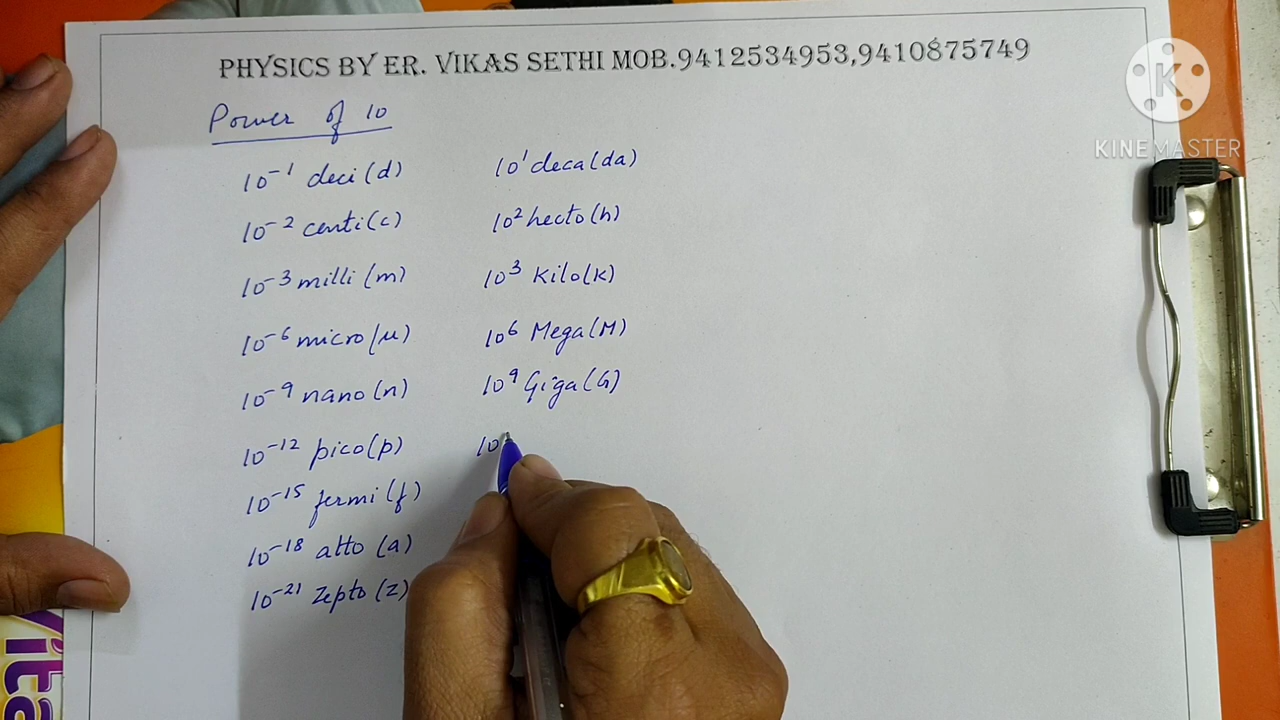 PHYSICS BY ER. VIKAS SETHI MOB.9412534953,9410875749
K
KINEMASTER
Power of 10
10⁻¹ deci (d)
10¹ deca (da)
10⁻² centi (c)
10² hecto (h)
10⁻³ milli (m)
10³ Kilo (K)
10⁻⁶ micro (μ)
10⁶ Mega (M)
10⁻⁹ nano (n)
10⁹ Giga (G)
10⁻¹² pico (p)
10
10⁻¹⁵ fermi (f)
10⁻¹⁸ atto (a)
10⁻²¹ Zepto (Z)